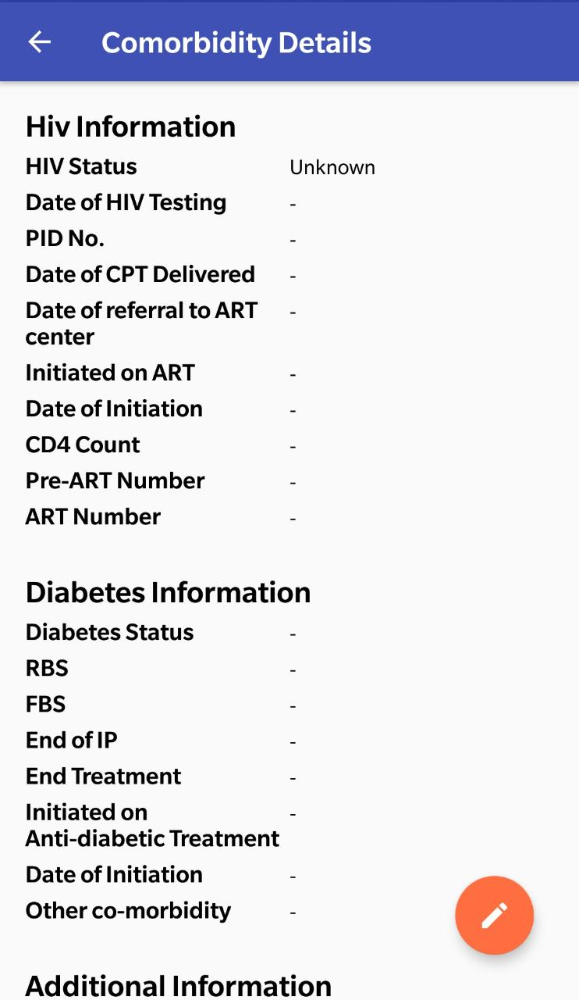 Comorbidity Details
Hiv Information
HIV Status Unknown
Date of HIV Testing -
PID No. -
Date of CPT Delivered -
Date of referral to ART -
center
Initiated on ART -
Date of Initiation -
CD4 Count -
Pre-ART Number -
ART Number -
Diabetes Information
Diabetes Status -
RBS -
FBS -
End of IP -
End Treatment -
Initiated on -
Anti-diabetic Treatment
Date of Initiation -
Other co-morbidity -
Additional Information